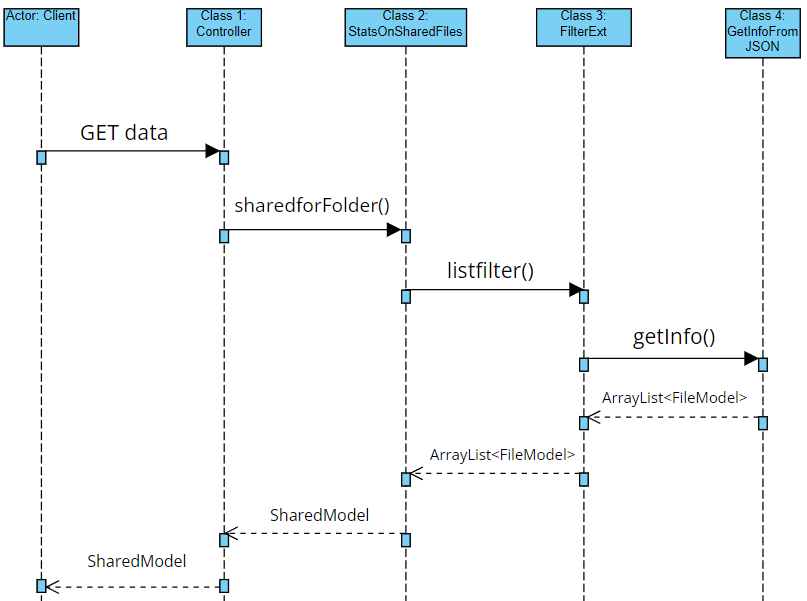 Actor: Client
Class 1:
Controller
Class 2:
StatsOnSharedFiles
Class 3:
FilterExt
Class 4:
GetInfoFrom
JSON
GET data
sharedforFolder()
listfilter()
getInfo()
ArrayList<FileModel>
ArrayList<FileModel>
SharedModel
SharedModel